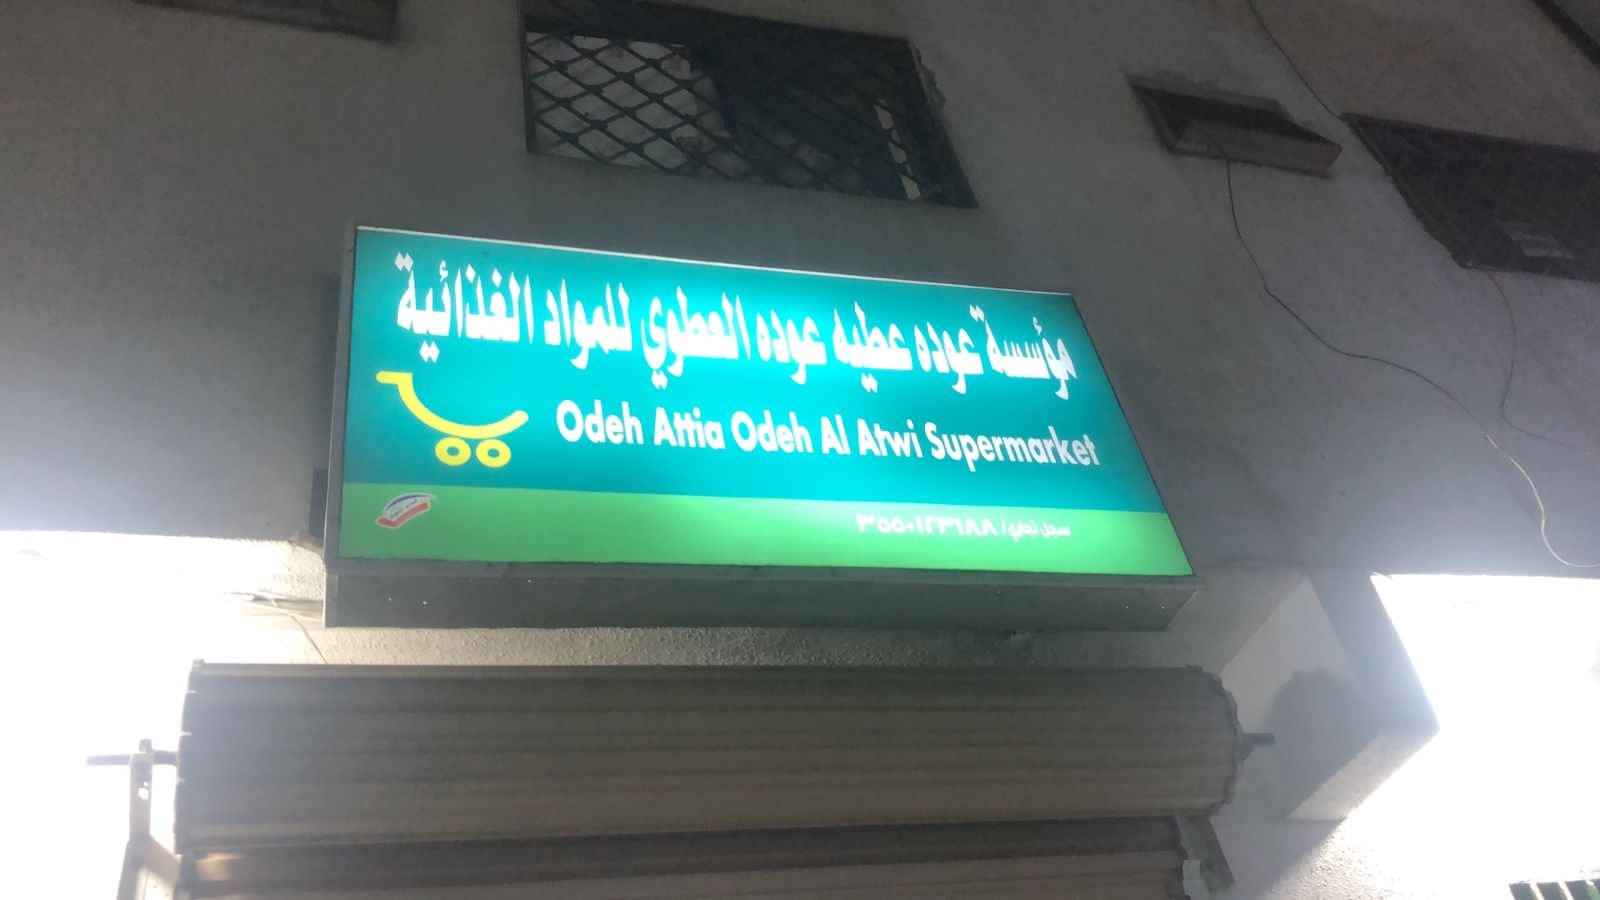 مؤسسة عوده عطيه عوده العطوي للمواد الغذائية
Odeh Attia Odeh Al Atwi Supermarket
سجل تجاري/ ٣٥٥٠١٢٣٦٨٨